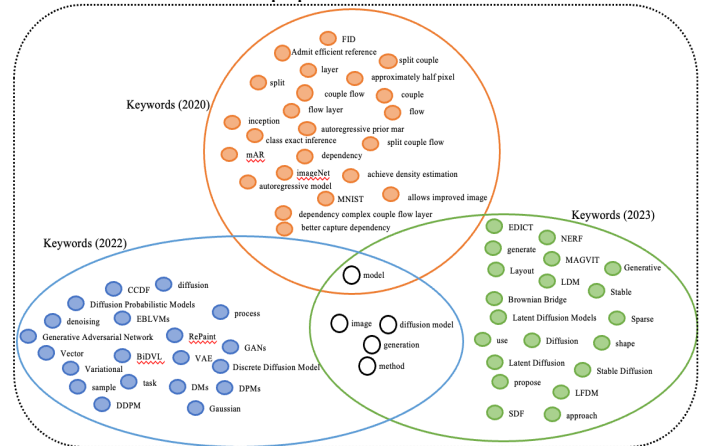 Keywords (2020)
FID
Admit efficient reference
split couple
layer
approximately half pixel
split
couple flow
couple
flow layer
flow
inception
autoregressive prior mar
class exact inference
split couple flow
mAR
dependency
imageNet
achieve density estimation
autoregressive model
MNIST
allows improved image
dependency complex couple flow layer
better capture dependency
Keywords (2022)
CCDF
diffusion
Diffusion Probabilistic Models
denoising
EBLVMs
process
Generative Adversarial Network
RePaint
GANs
Vector
BiDVL
VAE
Variational
Discrete Diffusion Model
sample
task
DMs
DPMs
DDPM
Gaussian
model
image
diffusion model
generation
method
Keywords (2023)
EDICT
NERF
generate
MAGVIT
Layout
Generative
LDM
Stable
Brownian Bridge
Latent Diffusion Models
Sparse
use
Diffusion
shape
Latent Diffusion
Stable Diffusion
propose
LFDM
SDF
approach